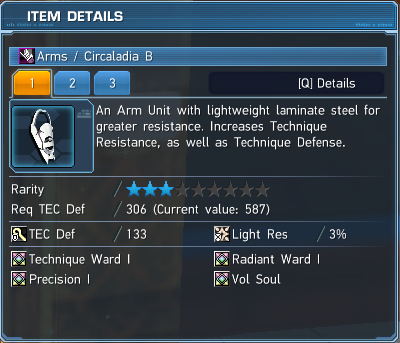 ITEM DETAILS
Arms / Circaladia B
1 2 3 [Q] Details
An Arm Unit with lightweight laminate steel for
greater resistance. Increases Technique
Resistance, as well as Technique Defense.
Rarity /
Req TEC Def / 306 (Current value: 587)
TEC Def / 133 Light Res / 3%
Technique Ward I Radiant Ward I
Precision I Vol Soul